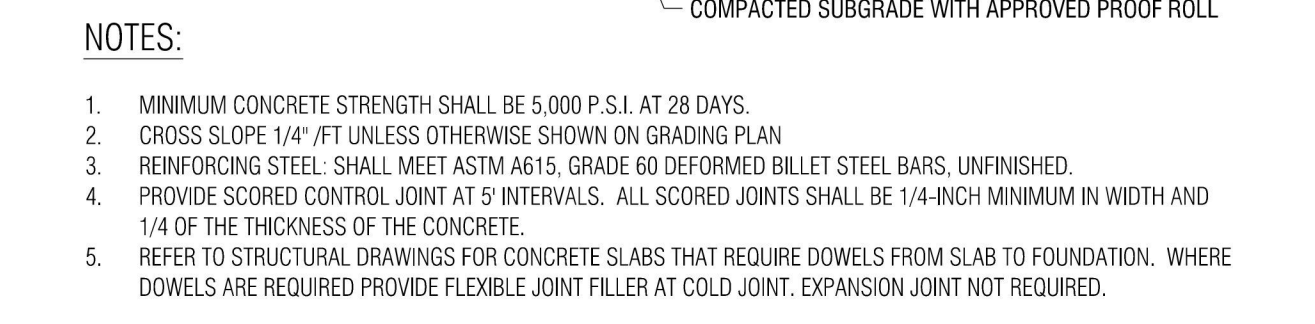 COMPACTED SUBGRADE WITH APPROVED PROOF ROLL
NOTES:
1. MINIMUM CONCRETE STRENGTH SHALL BE 5,000 P.S.I. AT 28 DAYS.
2. CROSS SLOPE 1/4" /FT UNLESS OTHERWISE SHOWN ON GRADING PLAN
3. REINFORCING STEEL: SHALL MEET ASTM A615, GRADE 60 DEFORMED BILLET STEEL BARS, UNFINISHED.
4. PROVIDE SCORED CONTROL JOINT AT 5' INTERVALS. ALL SCORED JOINTS SHALL BE 1/4-INCH MINIMUM IN WIDTH AND
1/4 OF THE THICKNESS OF THE CONCRETE.
5. REFER TO STRUCTURAL DRAWINGS FOR CONCRETE SLABS THAT REQUIRE DOWELS FROM SLAB TO FOUNDATION. WHERE
DOWELS ARE REQUIRED PROVIDE FLEXIBLE JOINT FILLER AT COLD JOINT. EXPANSION JOINT NOT REQUIRED.